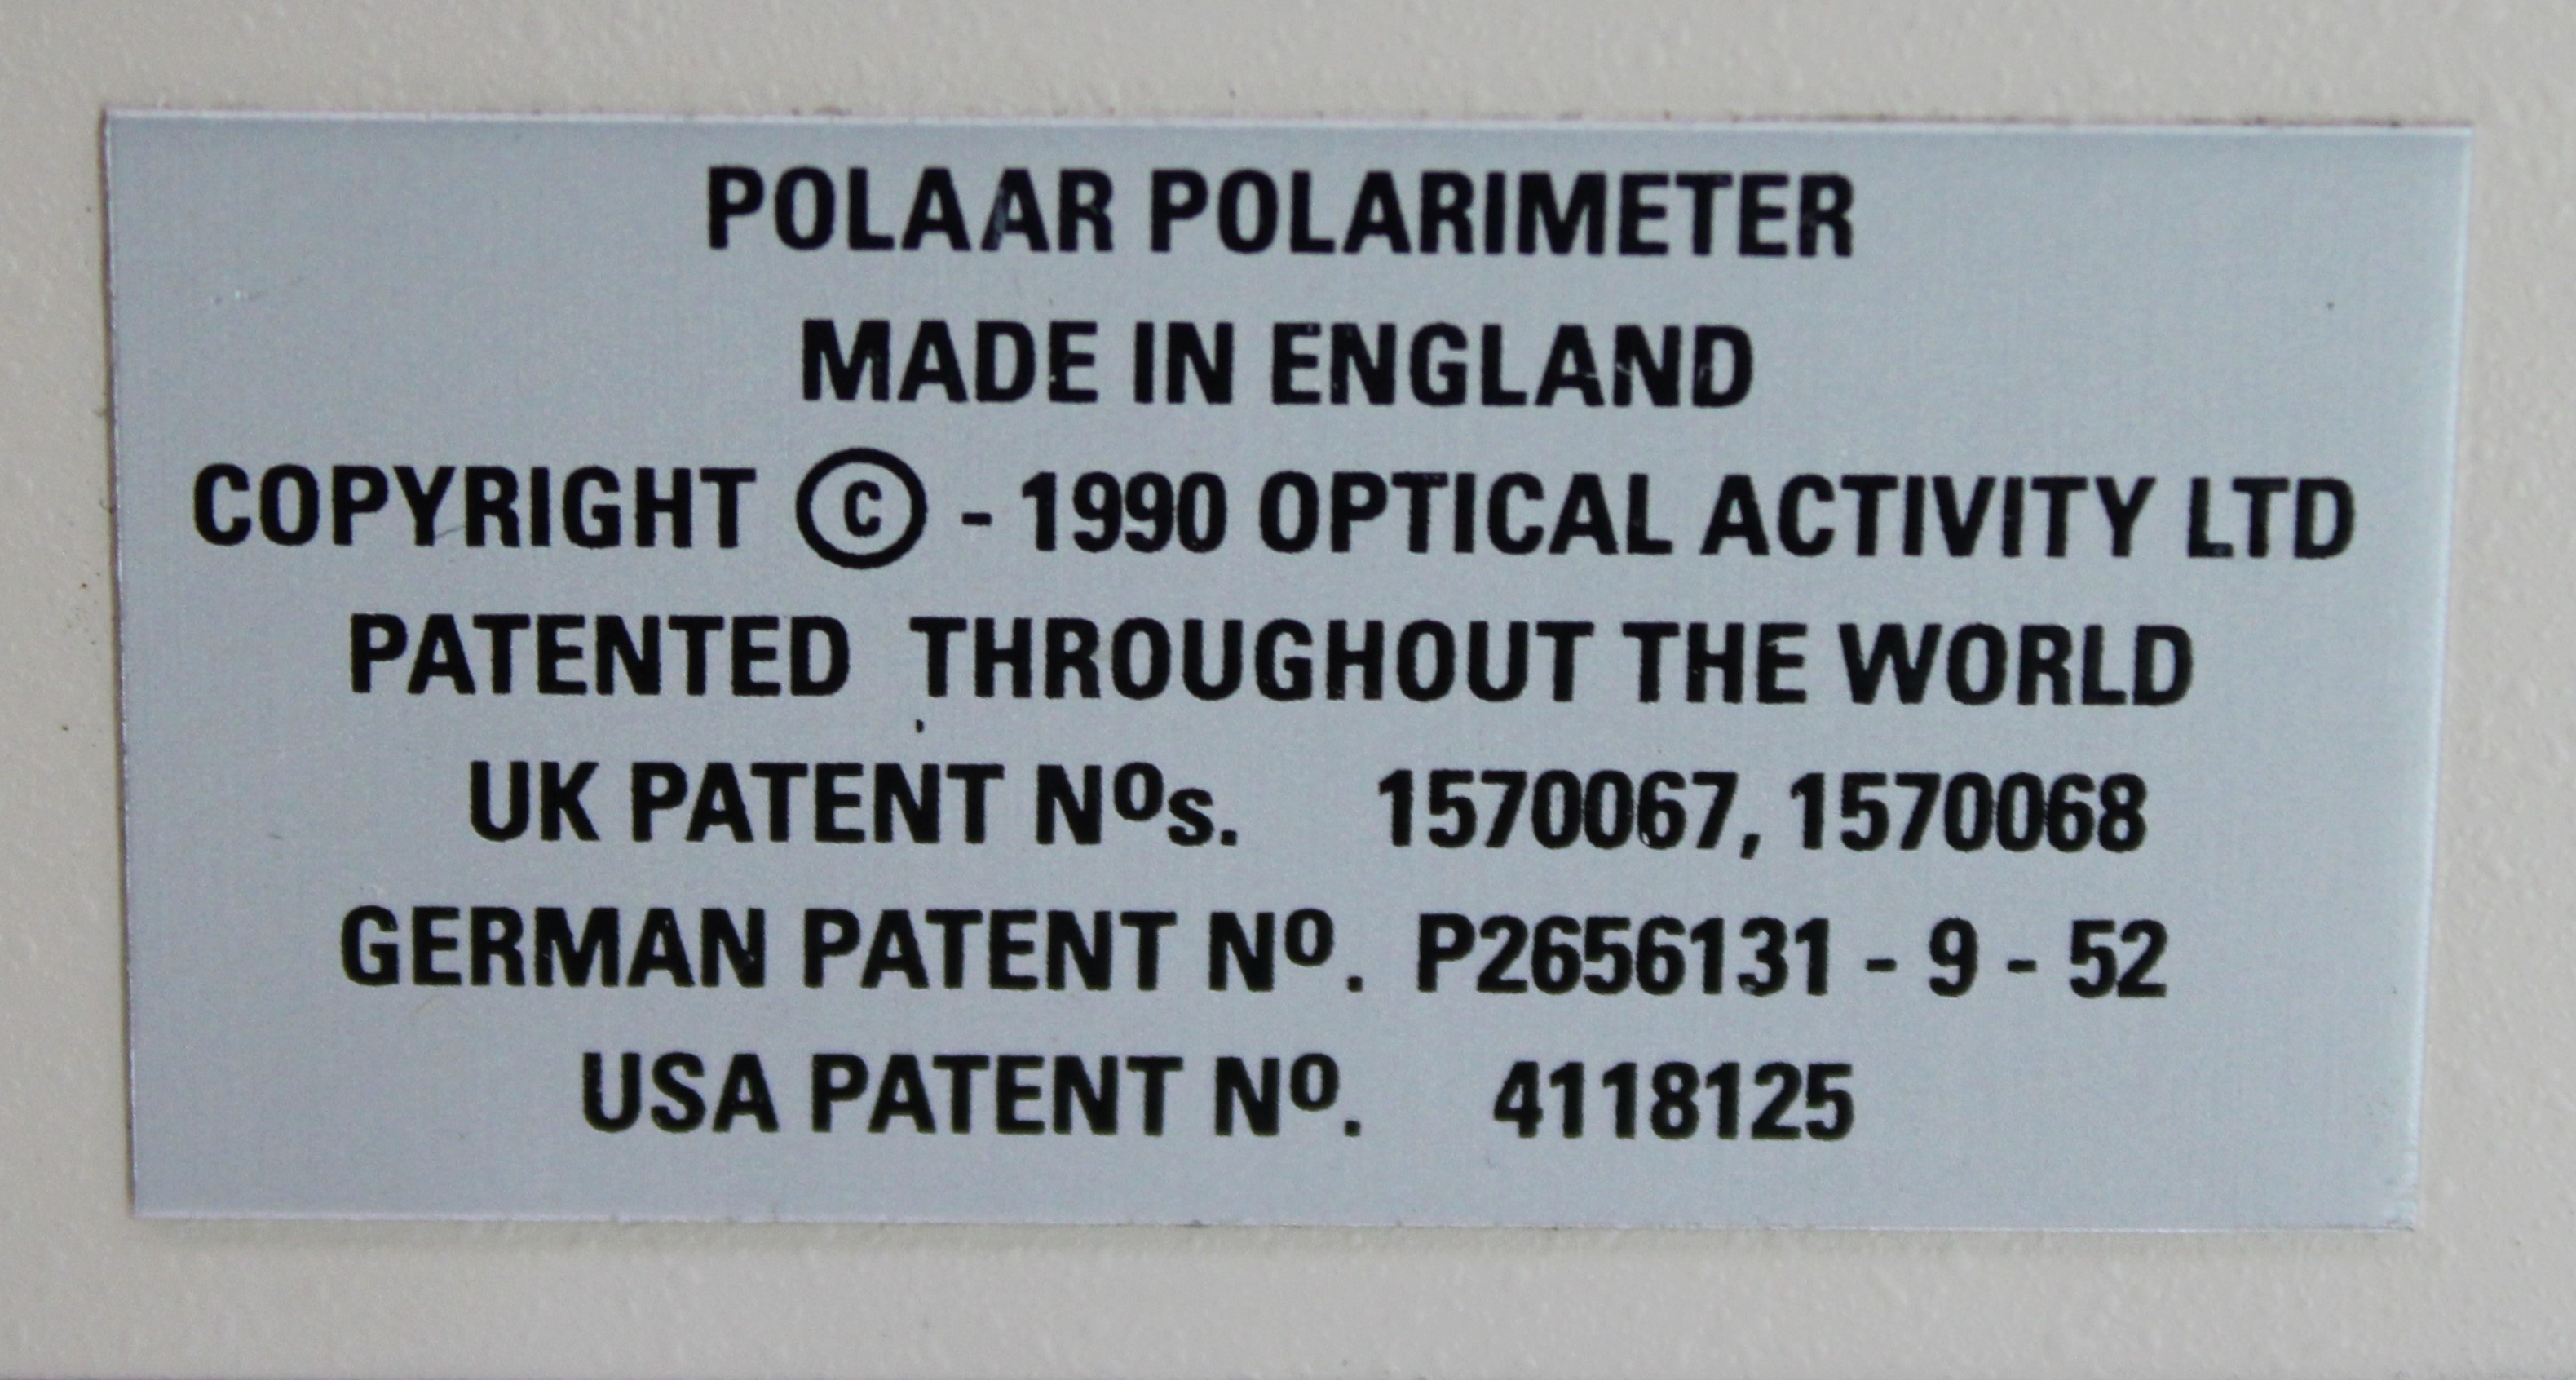 POLAAR POLARIMETER
MADE IN ENGLAND
COPYRIGHT © - 1990 OPTICAL ACTIVITY LTD
PATENTED THROUGHOUT THE WORLD
UK PATENT Nos. 1570067, 1570068
GERMAN PATENT No. P2656131 - 9 - 52
USA PATENT No. 4118125